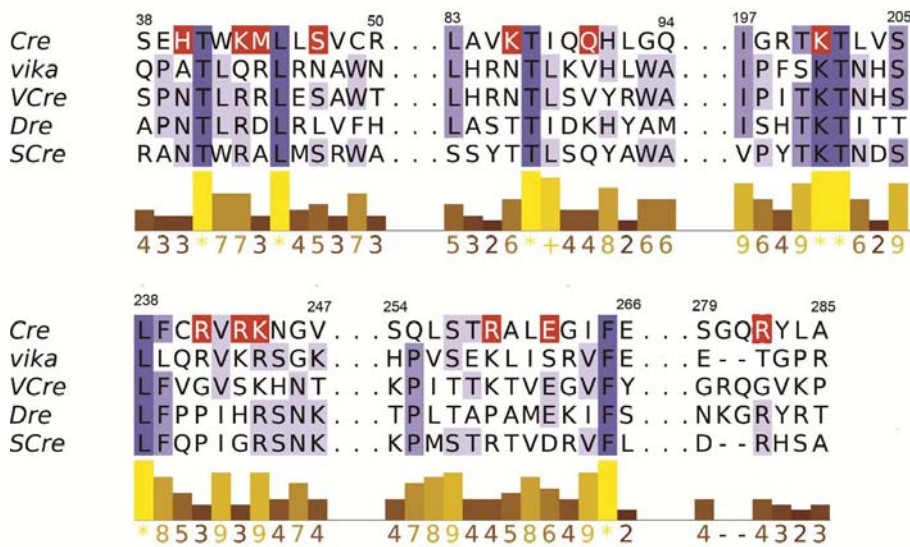 38 50 83 94 197 205
Cre SEHTWKMLLSVCR...LAVKTIQQHLGQ...IGRTKTLVS
vika QPATLQRLRNAWN...LHRNTLKVHLWA...IPFSKTNHS
VCre SPNTLRRLESAWT...LHRNTLSVYRWA...IPITKTNHS
Dre APNTLRDLRLVFH...LASTTIDKHYAM...ISHTKTITT
SCre RANTWRALMSRWA...SSYTTLSQYAWA...VPYTKTNDS
433*773*45373 5326*+448266 9649**629
238 247 254 266 279 285
Cre LFCRVRKNGV...SQLSTRALEGIFE...SGQRYLA
vika LLQRVKRSGK...HPVSEKLISRVFE...E--TGPR
VCre LFVGVSKHNT...KPITTKTVEGVFY...GRQGVKP
Dre LFPPIHRSNK...TPLTAPAMEKIFS...NKGRYRT
SCre LFQPIGRSNK...KPMSTRTVDRVFL...D--RHSA
*853939474 47894458649*2 4--4323